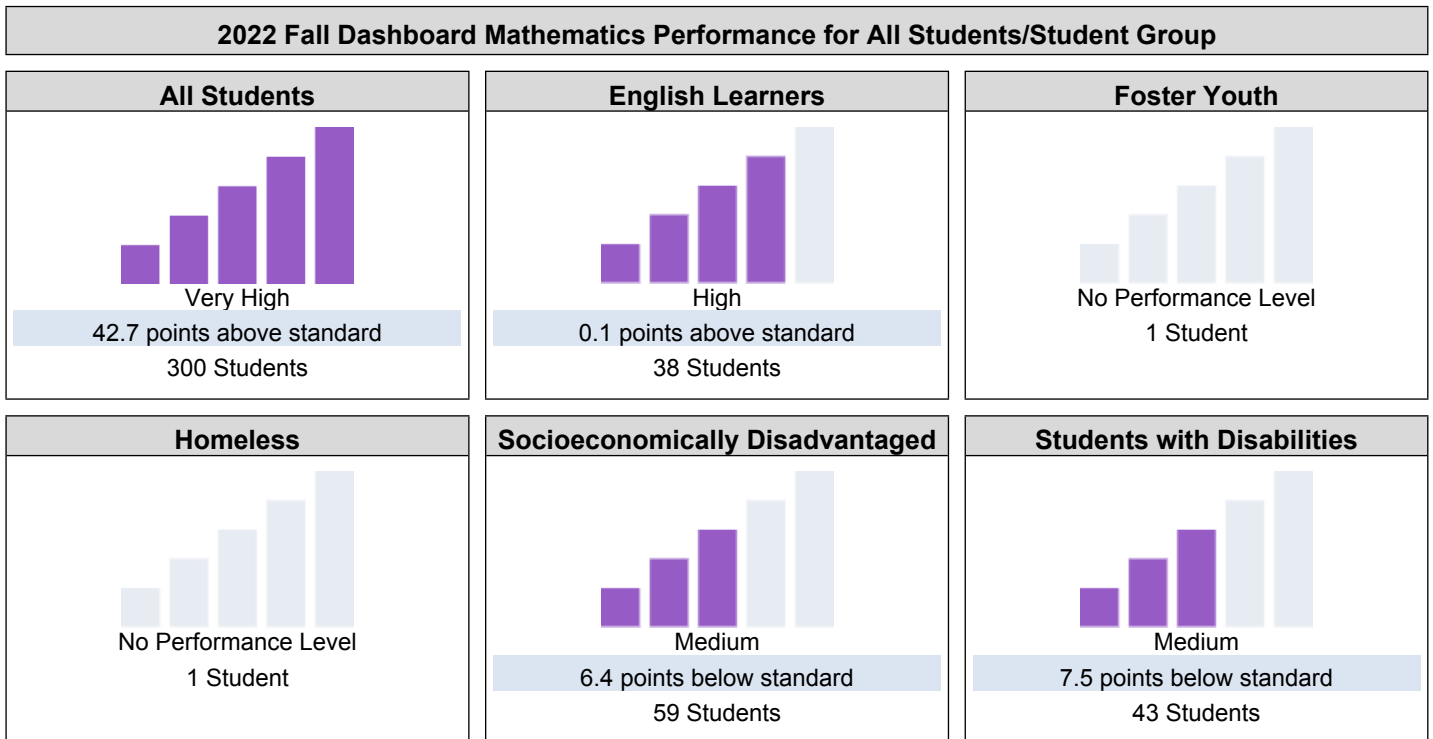 2022 Fall Dashboard Mathematics Performance for All Students/Student Group
All Students
Very High
42.7 points above standard
300 Students
English Learners
High
0.1 points above standard
38 Students
Foster Youth
No Performance Level
1 Student
Homeless
No Performance Level
1 Student
Socioeconomically Disadvantaged
Medium
6.4 points below standard
59 Students
Students with Disabilities
Medium
7.5 points below standard
43 Students